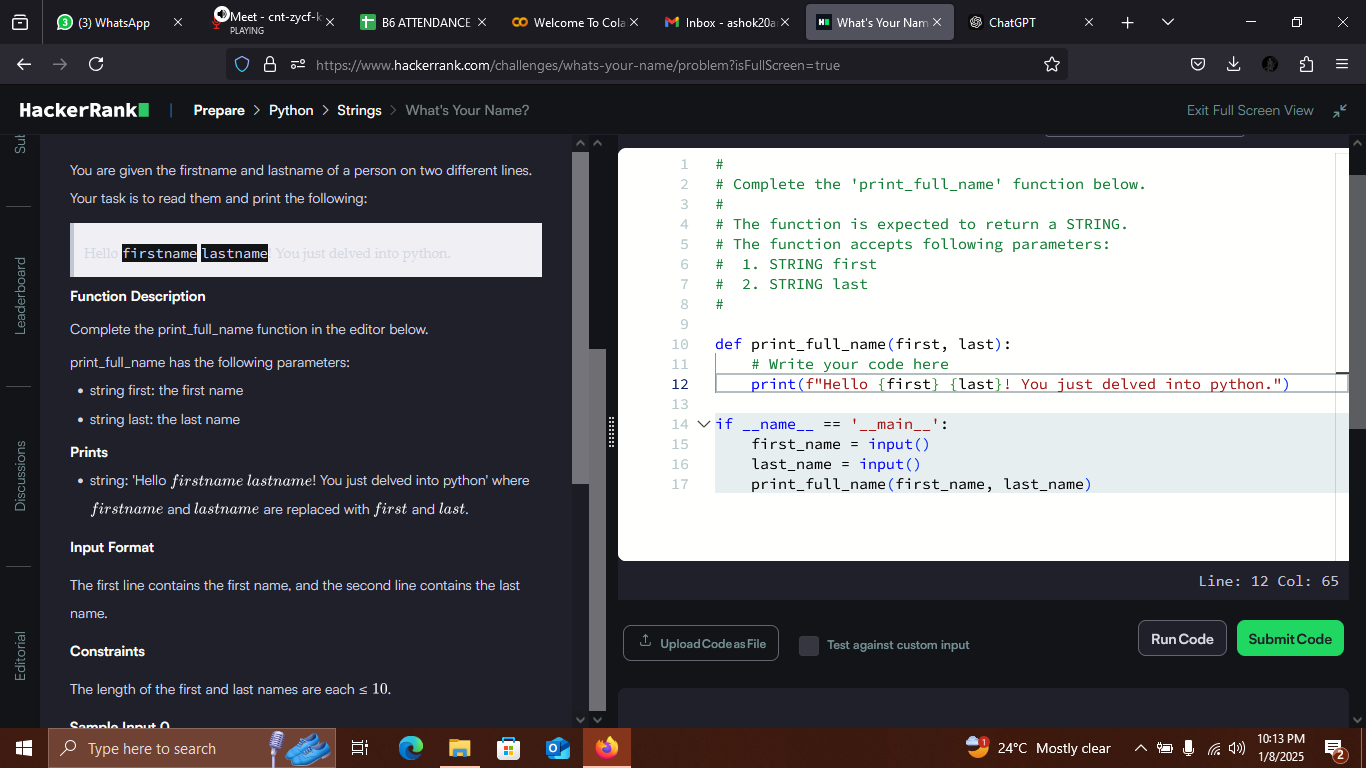 (3) WhatsApp
Meet - cnt-zycf-k
PLAYING
B6 ATTENDANCE
Welcome To Cola
Inbox - ashok20a
What's Your Nam
ChatGPT
https://www.hackerrank.com/challenges/whats-your-name/problem?isFullScreen=true
HackerRank
|
Prepare > Python > Strings > What's Your Name?
Exit Full Screen View
Sub
Leaderboard
Discussions
Editorial
You are given the firstname and lastname of a person on two different lines.
Your task is to read them and print the following:
Hello firstname lastname! You just delved into python.
Function Description
Complete the print_full_name function in the editor below.
print_full_name has the following parameters:
• string first: the first name
• string last: the last name
Prints
• string: 'Hello firstname lastname! You just delved into python' where
firstname and lastname are replaced with first and last.
Input Format
The first line contains the first name, and the second line contains the last
name.
Constraints
The length of the first and last names are each ≤ 10.
Sample Input 0
1 #
2 # Complete the 'print_full_name' function below.
3 #
4 # The function is expected to return a STRING.
5 # The function accepts following parameters:
6 #  1. STRING first
7 #  2. STRING last
8 #
9
10 def print_full_name(first, last):
11     # Write your code here
12     print(f"Hello {first} {last}! You just delved into python.")
13
14 if __name__ == '__main__':
15     first_name = input()
16     last_name = input()
17     print_full_name(first_name, last_name)
Line: 12 Col: 65
Upload Code as File
Test against custom input
Run Code
Submit Code
Type here to search
1
24°C Mostly clear
10:13 PM
1/8/2025
2